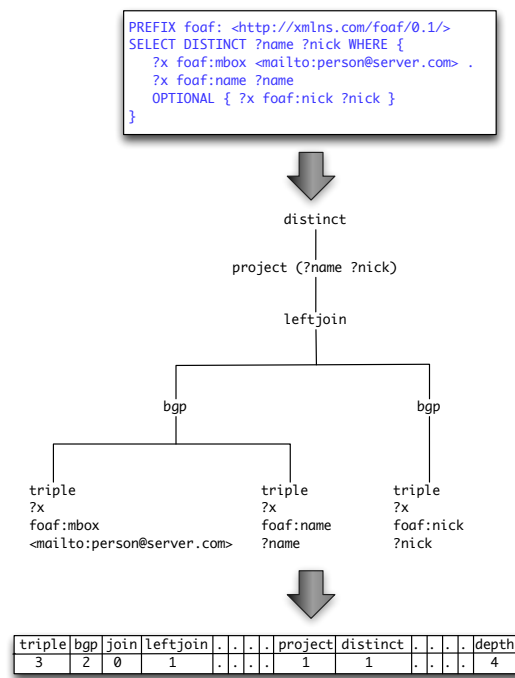 PREFIX foaf: <http://xmlns.com/foaf/0.1/>
SELECT DISTINCT ?name ?nick WHERE {
?x foaf:mbox <mailto:person@server.com> .
?x foaf:name ?name
OPTIONAL { ?x foaf:nick ?nick }
}
distinct
project (?name ?nick)
leftjoin
bgp bgp
triple triple triple
?x ?x ?x
foaf:mbox foaf:name foaf:nick
<mailto:person@server.com> ?name ?nick
triple bgp join leftjoin . . . . project distinct . . . . depth
3 2 0 1 . . . . 1 1 . . . . 4